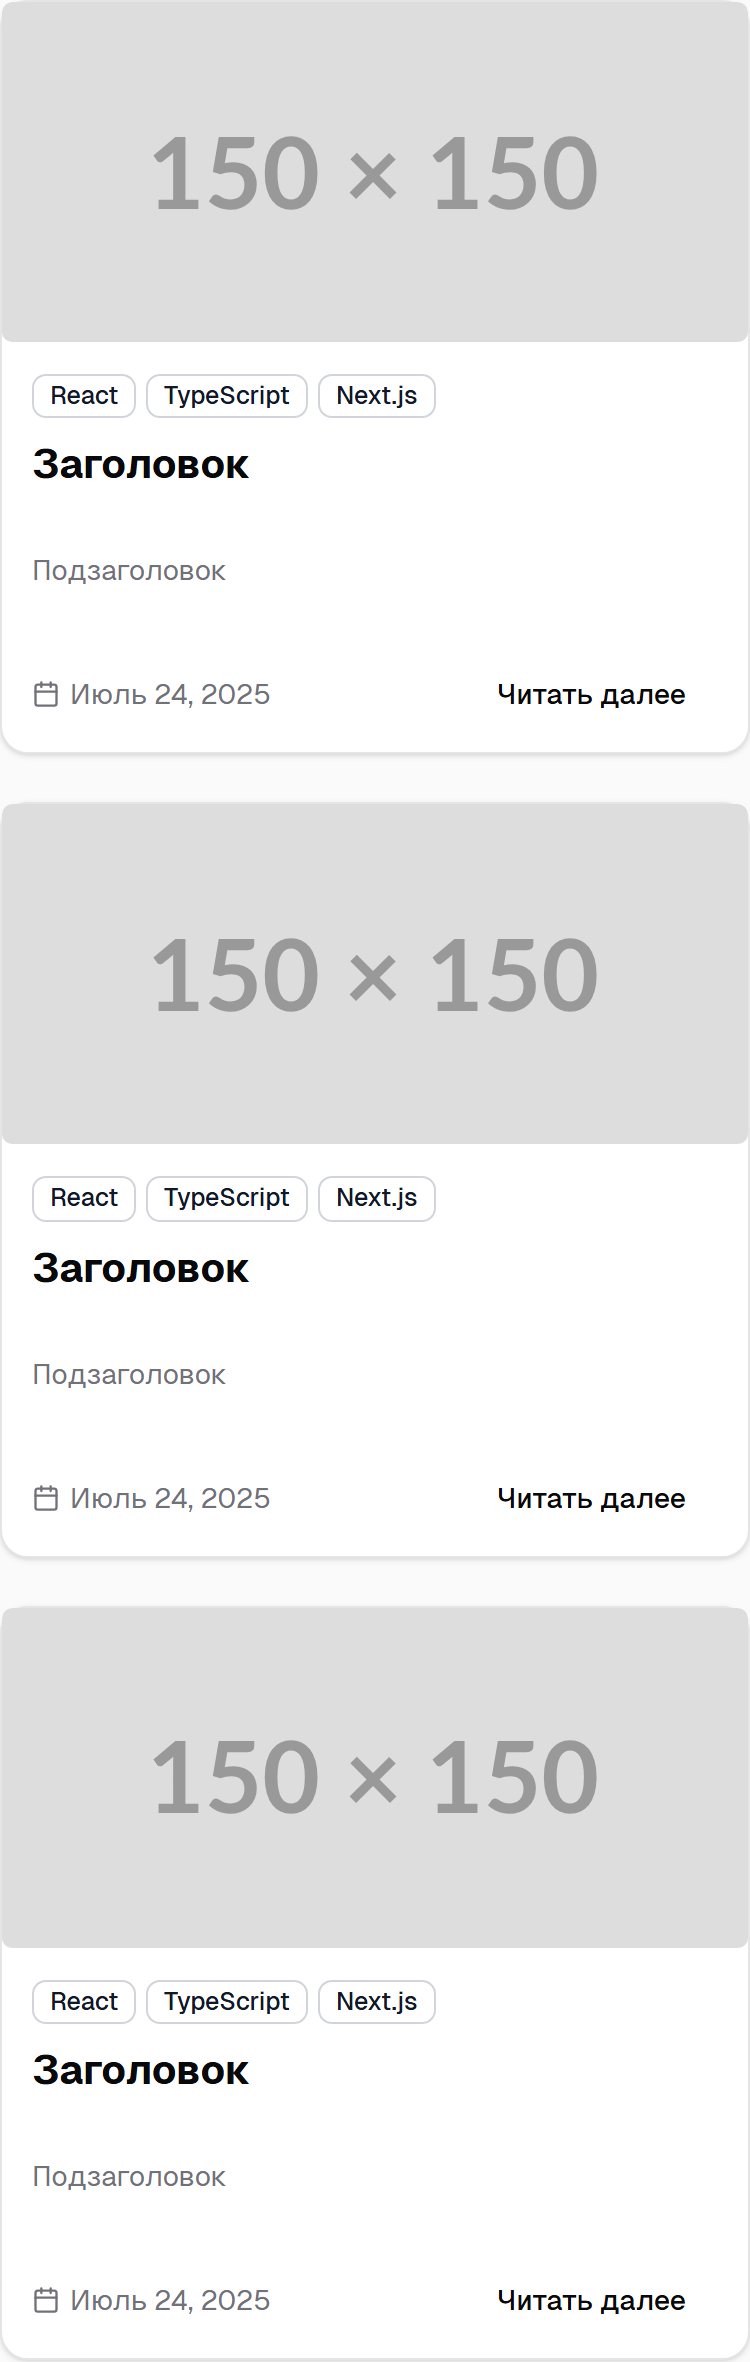 150 × 150
React TypeScript Next.js
Заголовок
Подзаголовок
Июль 24, 2025 Читать далее
150 × 150
React TypeScript Next.js
Заголовок
Подзаголовок
Июль 24, 2025 Читать далее
150 × 150
React TypeScript Next.js
Заголовок
Подзаголовок
Июль 24, 2025 Читать далее